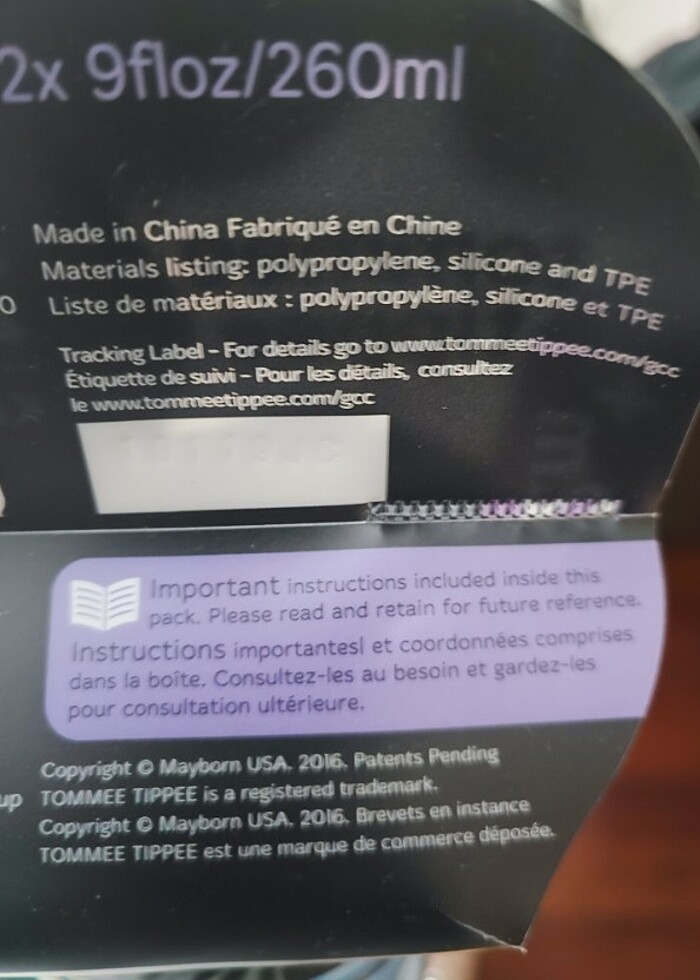 2x 9floz/260ml
Made in China Fabriqué en Chine
Materials listing: polypropylene, silicone and TPE
O Liste de matériaux : polypropylène, silicone et TPE
Tracking Label - For details go to www.tommeetippee.com/gcc
Étiquette de suivi - Pour les détails, consultez
le www.tommeetippee.com/gcc
Important instructions included inside this
pack. Please read and retain for future reference.
Instructions importantesl et coordonnées comprises
dans la boîte. Consultez-les au besoin et gardez-les
pour consultation ultérieure.
Copyright © Mayborn USA. 2016. Patents Pending
up TOMMEE TIPPEE is a registered trademark.
Copyright © Mayborn USA. 2016. Brevets en instance
TOMMEE TIPPEE est une marque de commerce déposée.